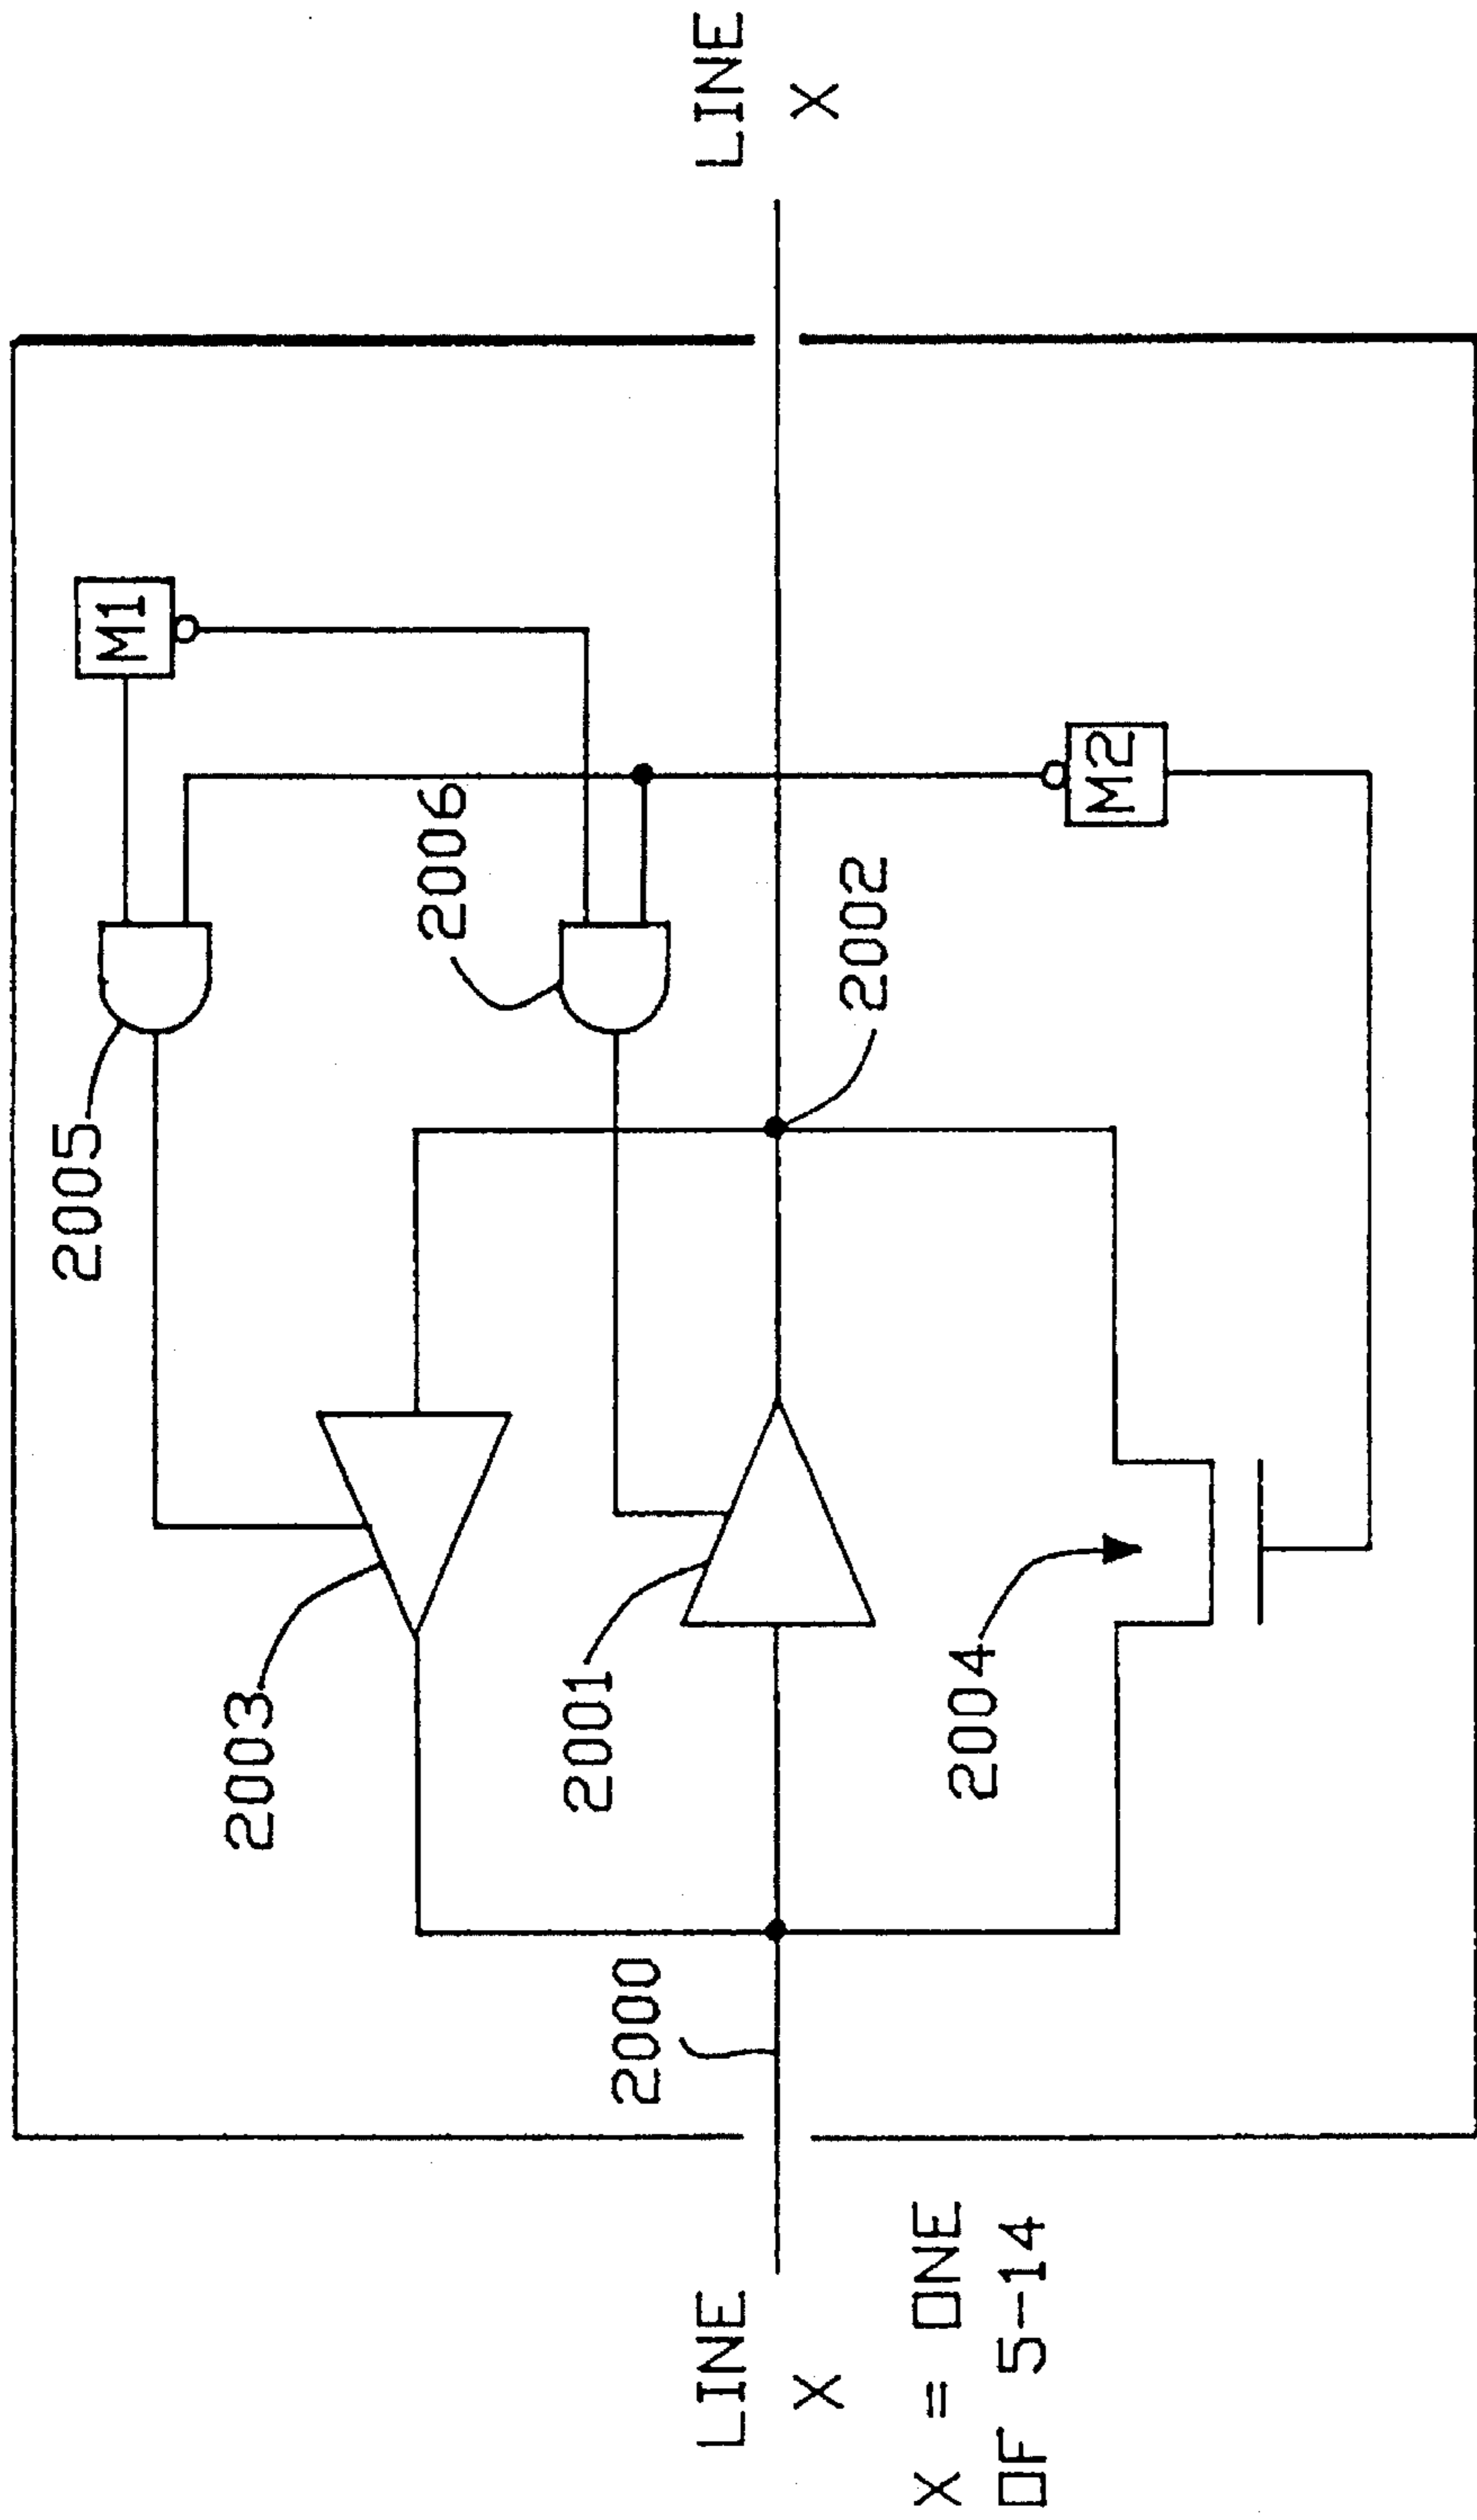 LINE
X
X = ONE
OF 5-14
2000
2003
2001
2004
2005
2006
2002
M1
M2
LINE
X